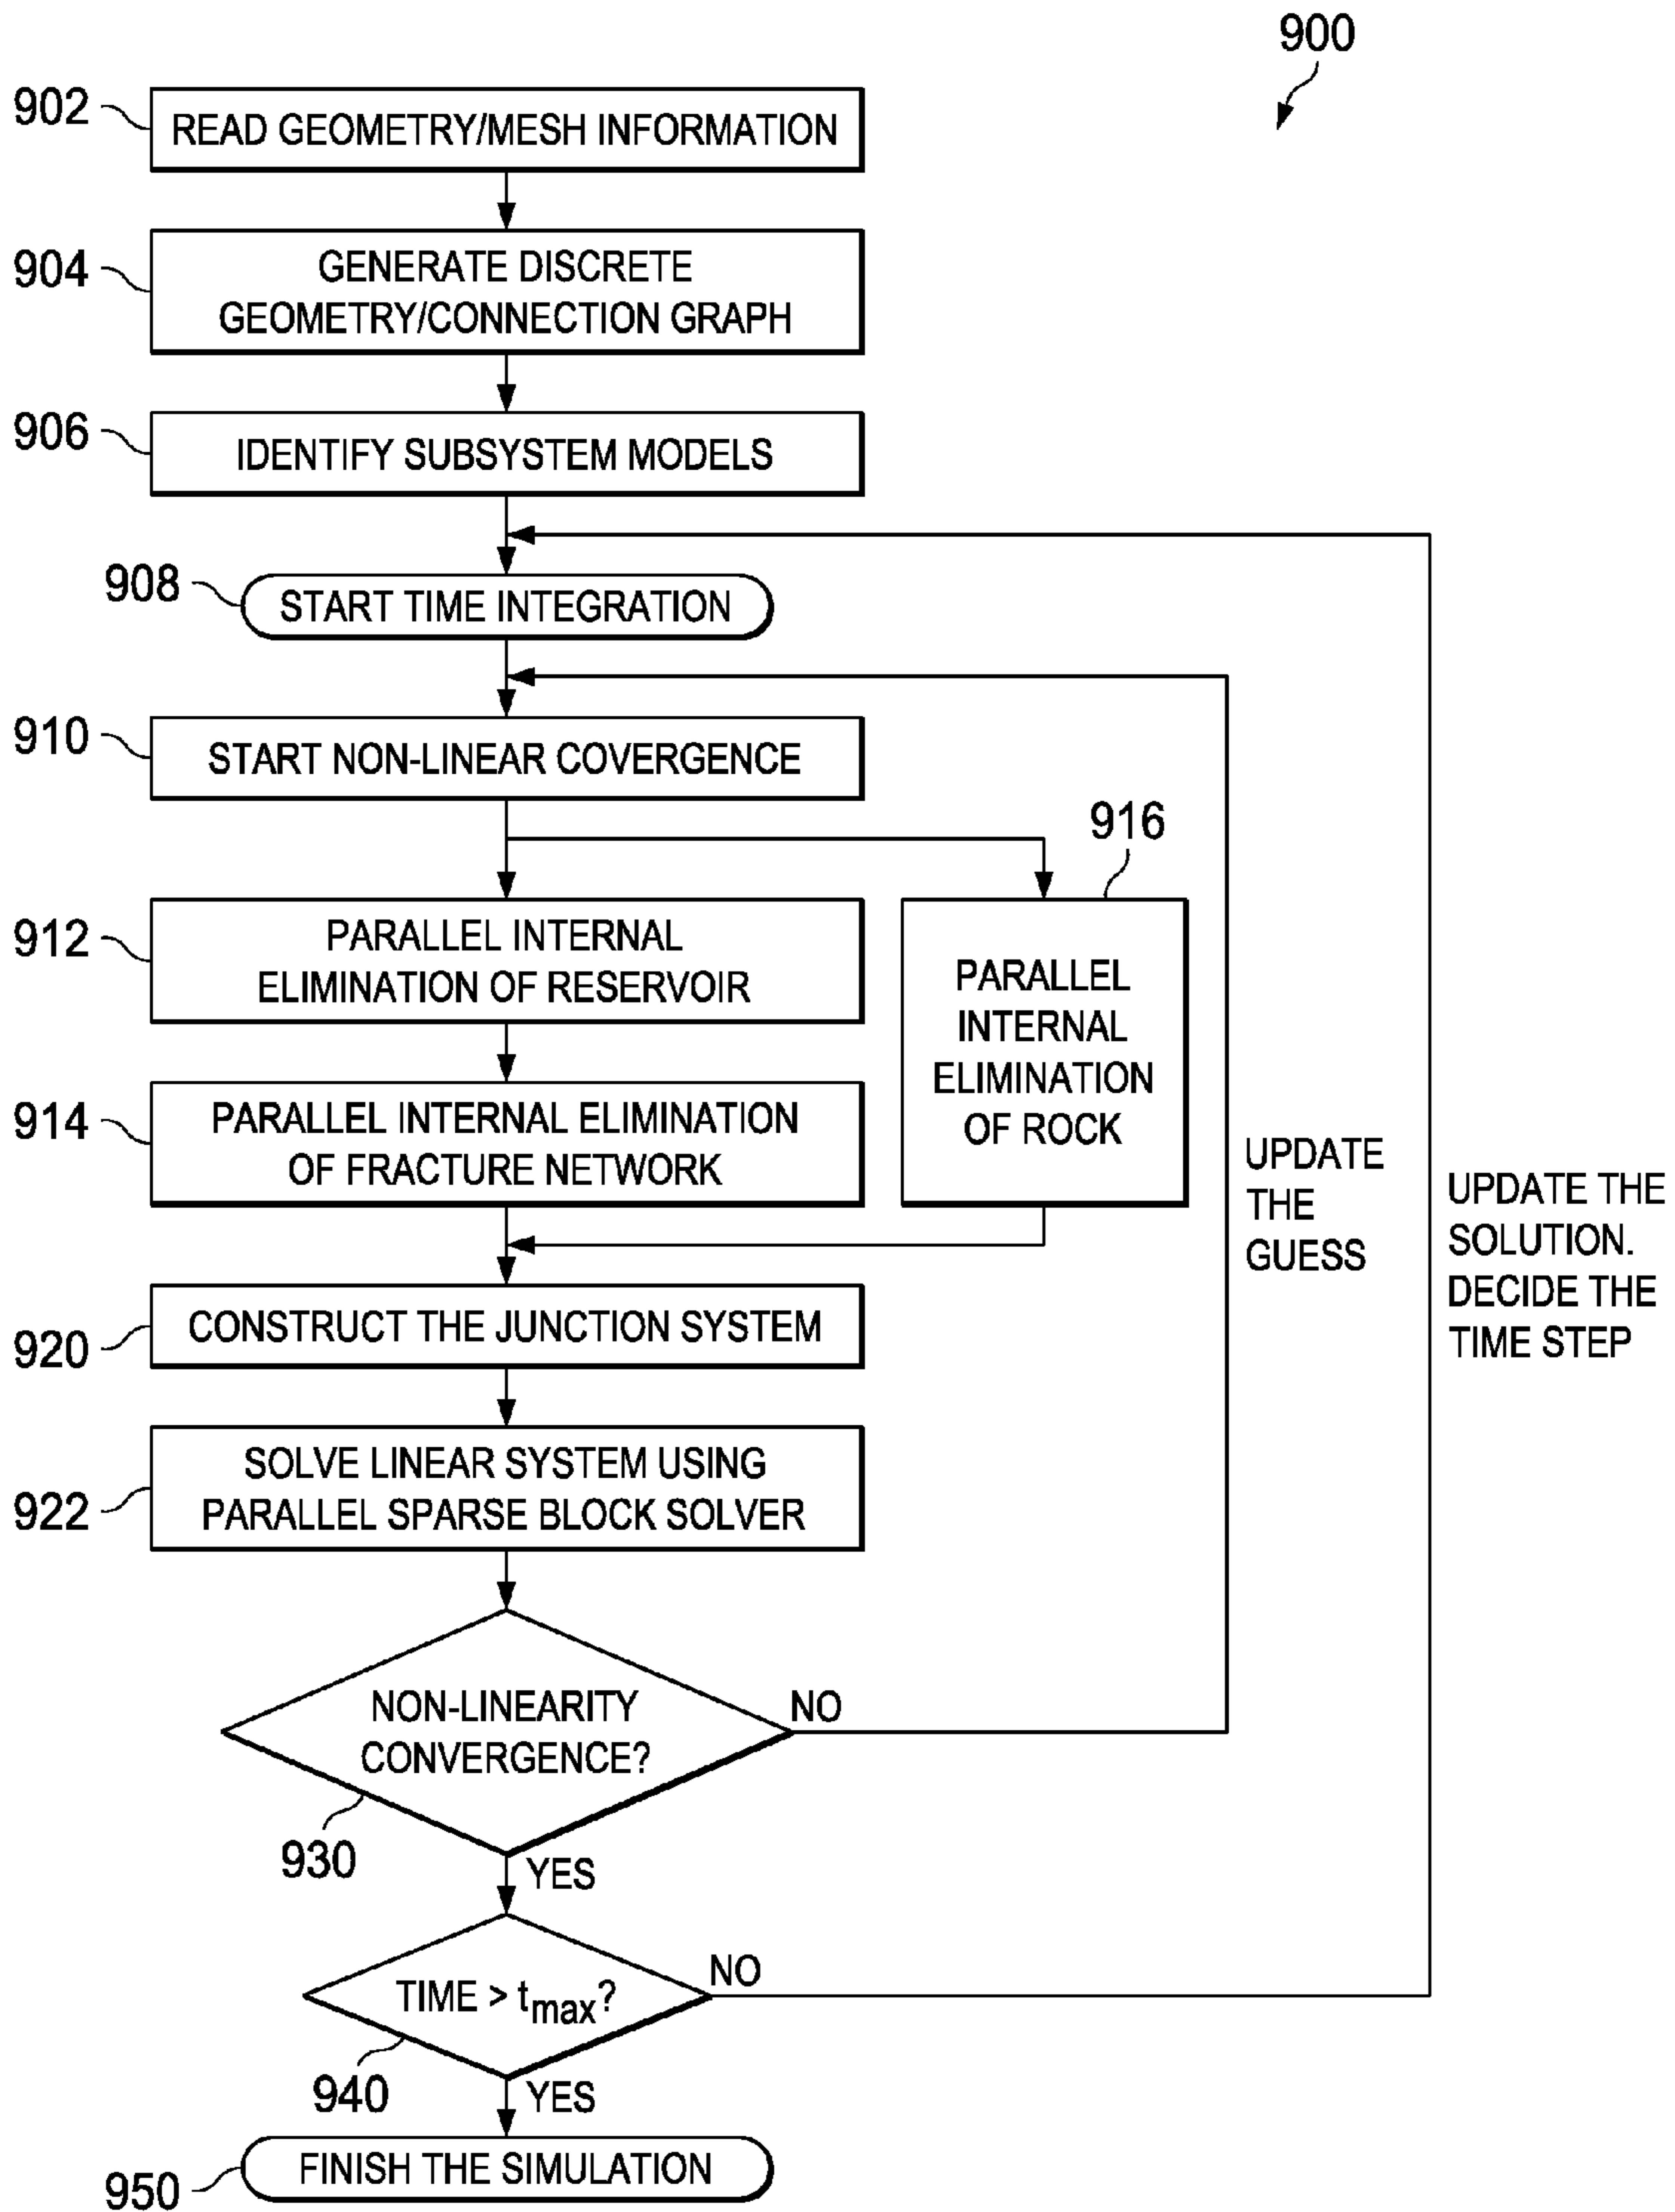 900
902
READ GEOMETRY/MESH INFORMATION
904
GENERATE DISCRETE
GEOMETRY/CONNECTION GRAPH
906
IDENTIFY SUBSYSTEM MODELS
908
START TIME INTEGRATION
910
START NON-LINEAR COVERGENCE
912
PARALLEL INTERNAL
ELIMINATION OF RESERVOIR
916
PARALLEL
INTERNAL
ELIMINATION
OF ROCK
914
PARALLEL INTERNAL ELIMINATION
OF FRACTURE NETWORK
UPDATE
THE
GUESS
UPDATE THE
SOLUTION.
DECIDE THE
TIME STEP
920
CONSTRUCT THE JUNCTION SYSTEM
922
SOLVE LINEAR SYSTEM USING
PARALLEL SPARSE BLOCK SOLVER
NON-LINEARITY
CONVERGENCE?
NO
930
YES
TIME > tmax?
NO
940
YES
950
FINISH THE SIMULATION